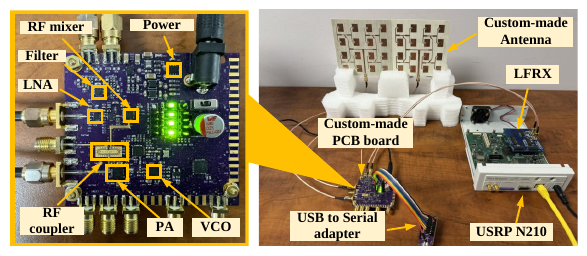 RF mixer
Power
Filter
LNA
RF
coupler
PA
VCO
Custom-made
Antenna
LFRX
Custom-made
PCB board
USB to Serial
adapter
USRP N210